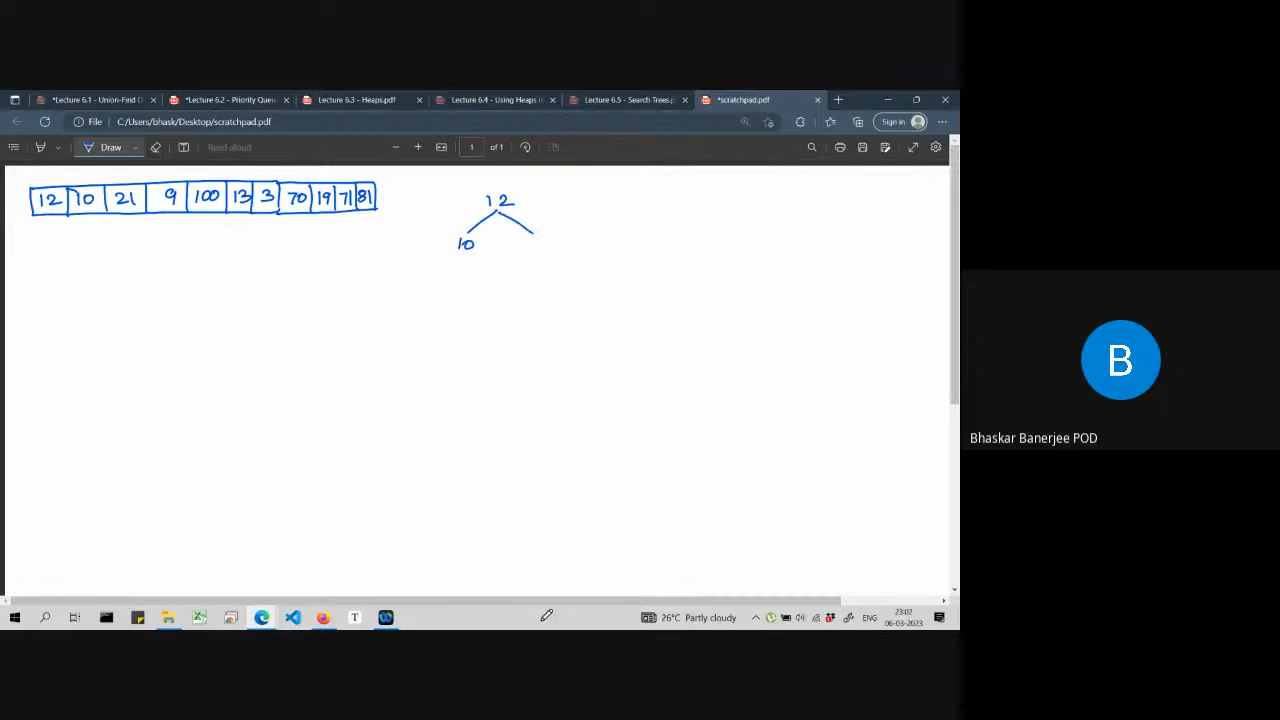 *Lecture 6.1 - Union-Find D
*Lecture 6.2 - Priority Queu
Lecture 6.3 - Heaps.pdf
Lecture 6.4 - Using Heaps i
Lecture 6.5 - Search Trees.p
*scratchpad.pdf
File
C:/Users/bhask/Desktop/scratchpad.pdf
Sign in
Draw
Read aloud
1
of 1
12 10 21 9 100 13 3 70 19 71 81
12
10
B
Bhaskar Banerjee POD
T
26°C Partly cloudy
ENG
23:02
06-03-2023